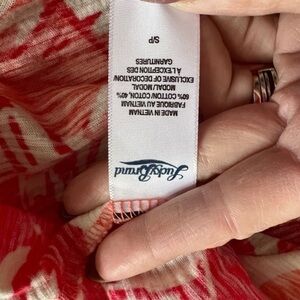 Lucky Brand
MADE IN VIETNAM
FABRIQUE AU VIETNAM
60% COTTON/COTON, 40%
MODAL/MODAL
EXCLUSIVE OF DECORATION/
A L'EXCEPTION DES
GARNITURES
S/P